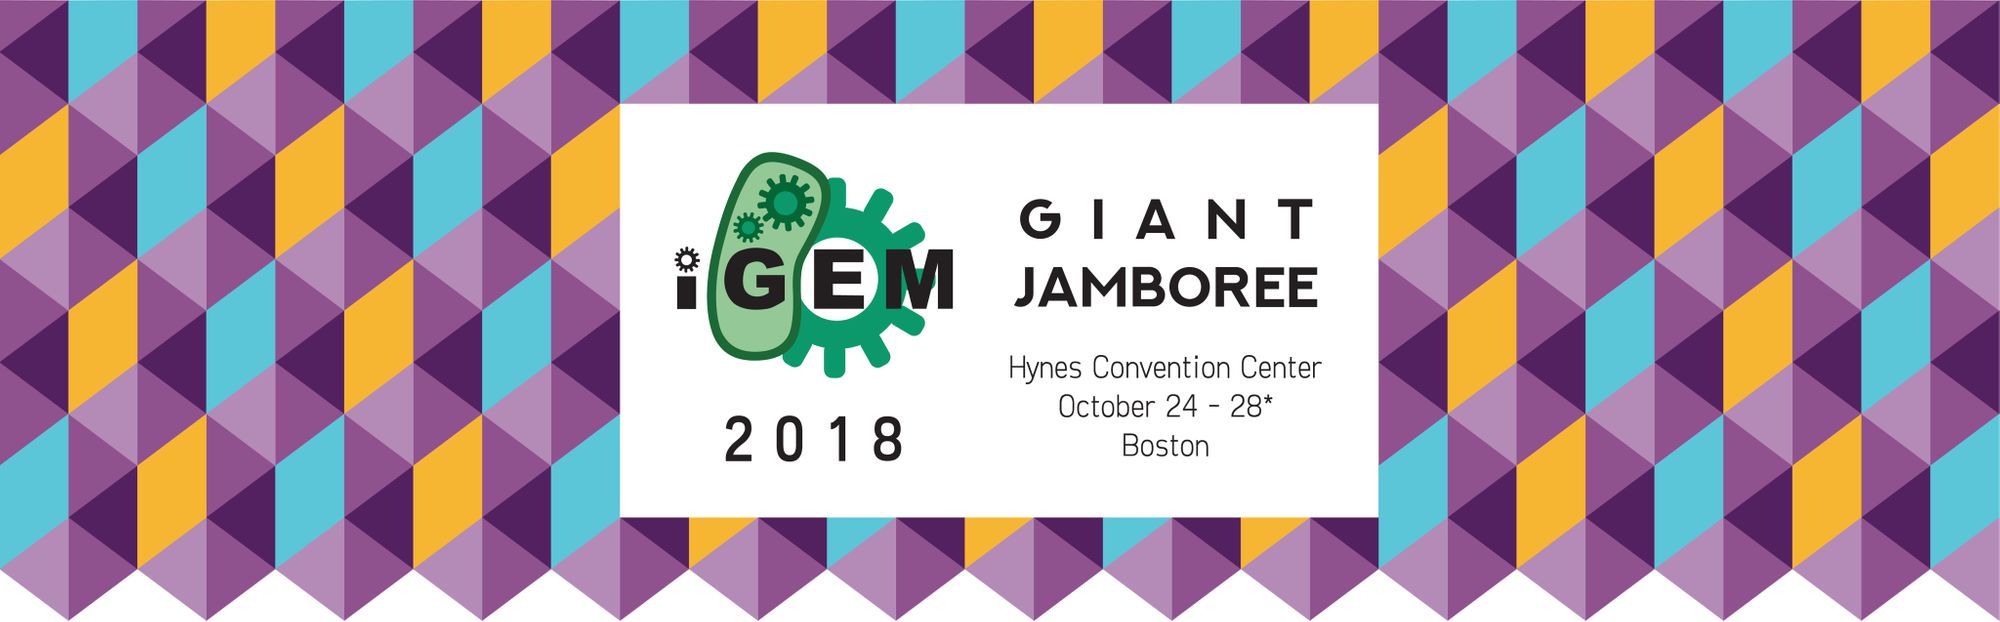 iGEM
2018
GIANT
JAMBOREE
Hynes Convention Center
October 24 - 28*
Boston